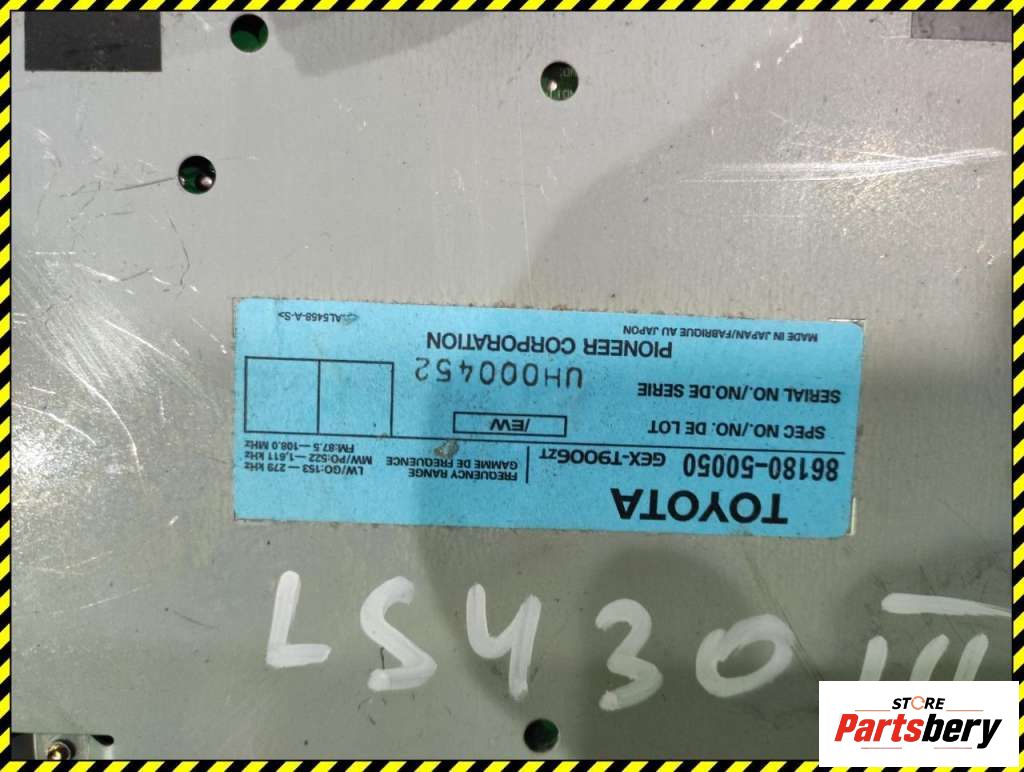 TOYOTA
86180-50050 GEX-T9006ZT
FREQUENCY RANGE
GAMME DE FREQUENCE
LW/GO:153 — 279 kHz
MW/PO:522 — 1,611 kHz
FM:87.5 — 108.0 MHz
SPEC NO./NO. DE LOT /EW
SERIAL NO./NO.DE SERIE UH000452
PIONEER CORPORATION
MADE IN JAPAN/FABRIQUE AU JAPON
<AL5458-A-S>
LS430 III
STORE
Partsbery